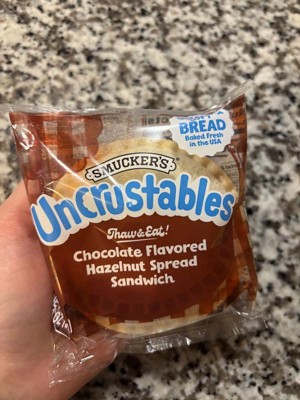 BREAD
Baked Fresh
in the USA
SMUCKER'S
Uncrustables
Thaw & Eat!
Chocolate Flavored
Hazelnut Spread
Sandwich